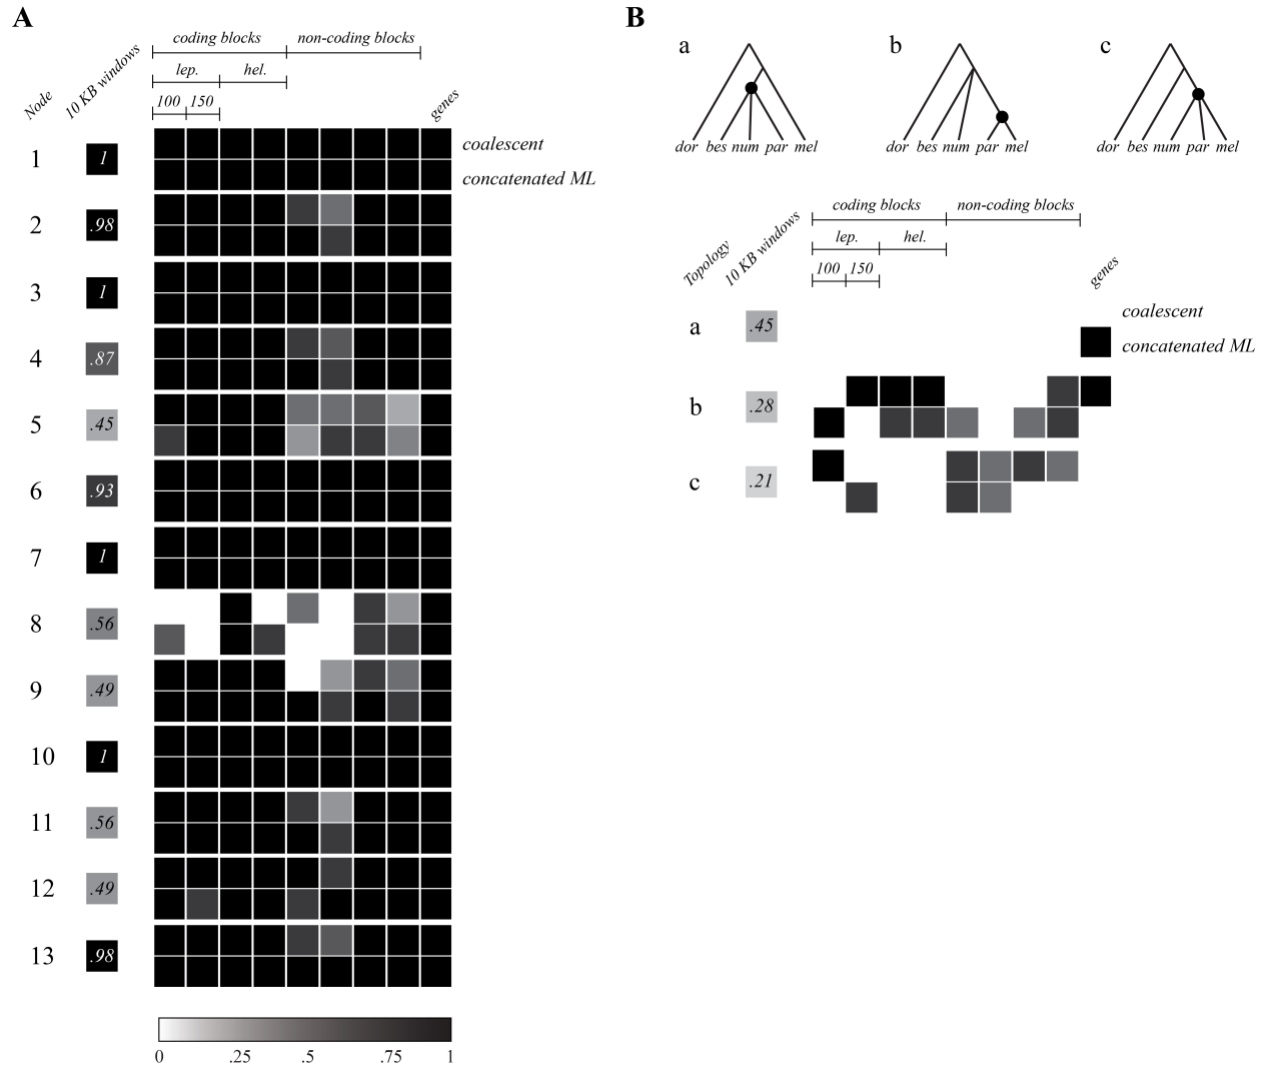 A
coding blocks
non-coding blocks
lep.
hel.
100
150
Node
10 KB windows
genes
coalescent
concatenated ML
1
1
2
.98
3
1
4
.87
5
.45
6
.93
7
1
8
.56
9
.49
10
1
11
.56
12
.49
13
.98
0
.25
.5
.75
1
B
a
b
c
dor bes num par mel
dor bes num par mel
dor bes num par mel
coding blocks
non-coding blocks
lep.
hel.
100
150
Topology
10 KB windows
genes
coalescent
concatenated ML
a
.45
b
.28
c
.21